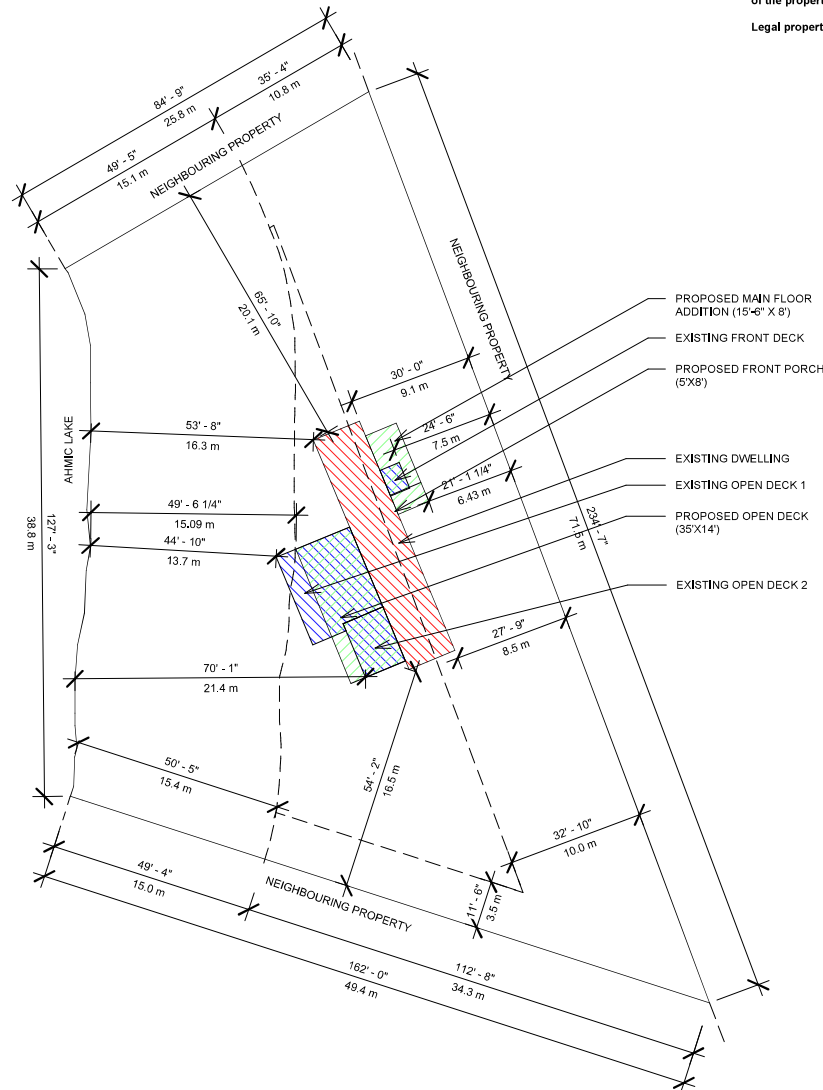 of the propert
Legal propert
84' - 9"
25.8 m
35' - 4"
10.8 m
49' - 5"
15.1 m
NEIGHBOURING PROPERTY
NEIGHBOURING PROPERTY
65' - 10"
20.1 m
PROPOSED MAIN FLOOR
ADDITION (15'-6" X 8')
EXISTING FRONT DECK
PROPOSED FRONT PORCH
(5'X8')
30' - 0"
9.1 m
24' - 6"
7.5 m
53' - 8"
16.3 m
AHMIC LAKE
EXISTING DWELLING
21' - 1 1/4"
6.43 m
EXISTING OPEN DECK 1
49' - 6 1/4"
15.09 m
127' - 3"
38.8 m
234' - 7"
71.5 m
PROPOSED OPEN DECK
(35'X14')
44' - 10"
13.7 m
EXISTING OPEN DECK 2
27' - 9"
8.5 m
70' - 1"
21.4 m
50' - 5"
15.4 m
54' - 2"
16.5 m
32' - 10"
10.0 m
49' - 4"
15.0 m
NEIGHBOURING PROPERTY
11' - 6"
3.5 m
162' - 0"
49.4 m
112' - 8"
34.3 m